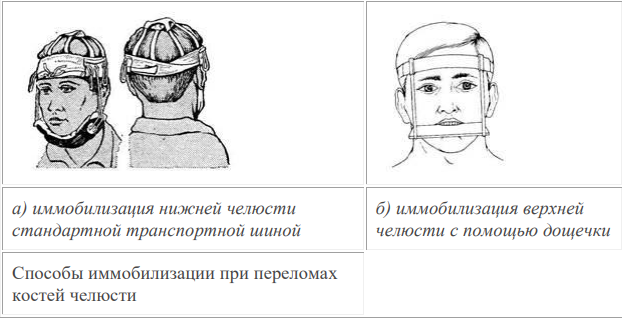 а) иммобилизация нижней челюсти
стандартной транспортной шиной
б) иммобилизация верхней
челюсти с помощью дощечки
Способы иммобилизации при переломах
костей челюсти